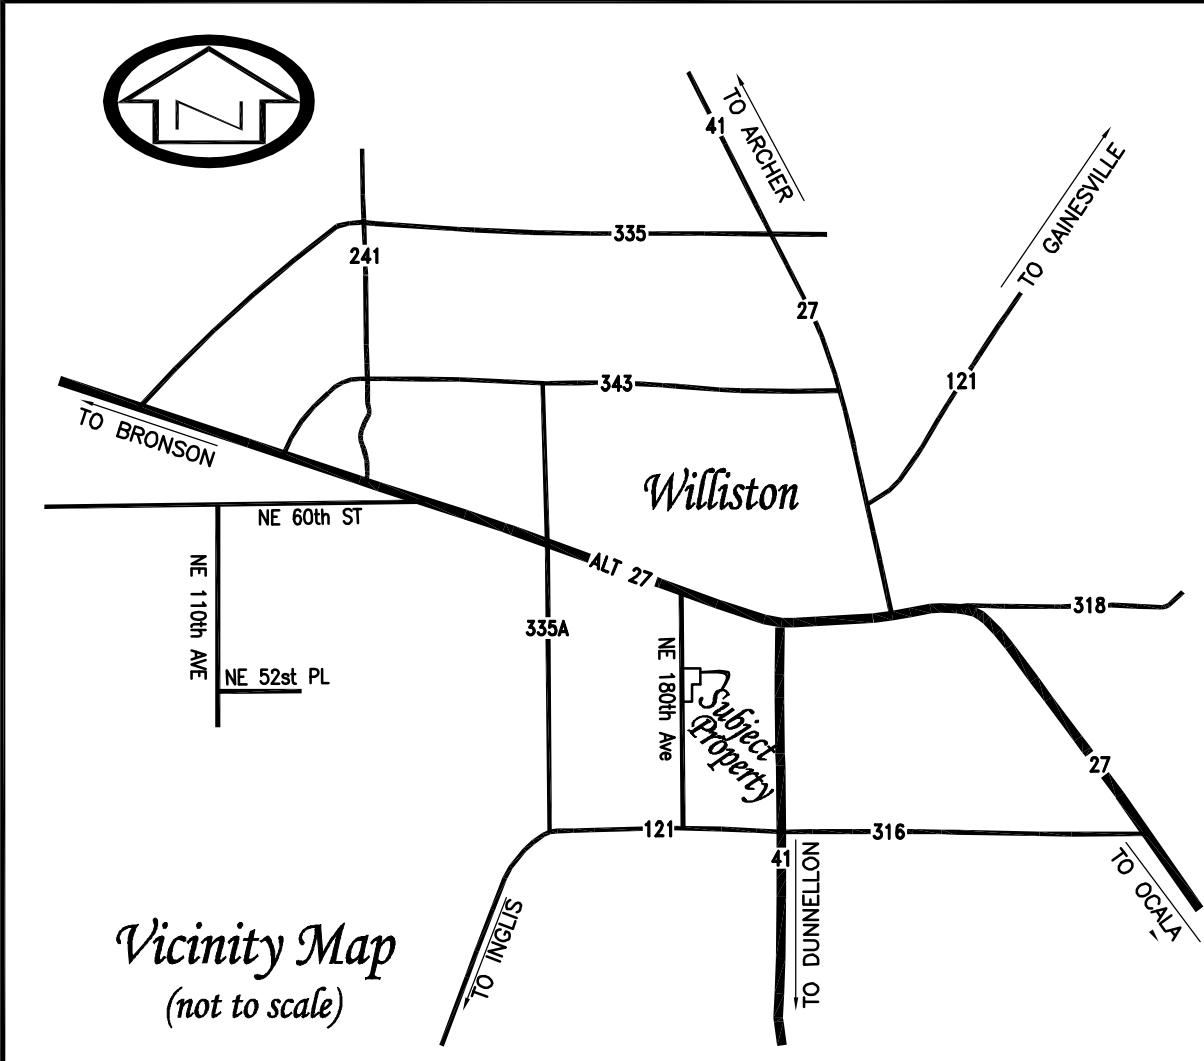 N
TO ARCHER
41
TO GAINESVILLE
335
241
27
121
343
TO BRONSON
Williston
NE 60th ST
ALT 27
NE 110th AVE
318
335A
NE 52st PL
NE 180th Ave
Subject
Property
27
121
316
41
TO DUNNELLON
TO OCALA
TO INGLIS
Vicinity Map
(not to scale)